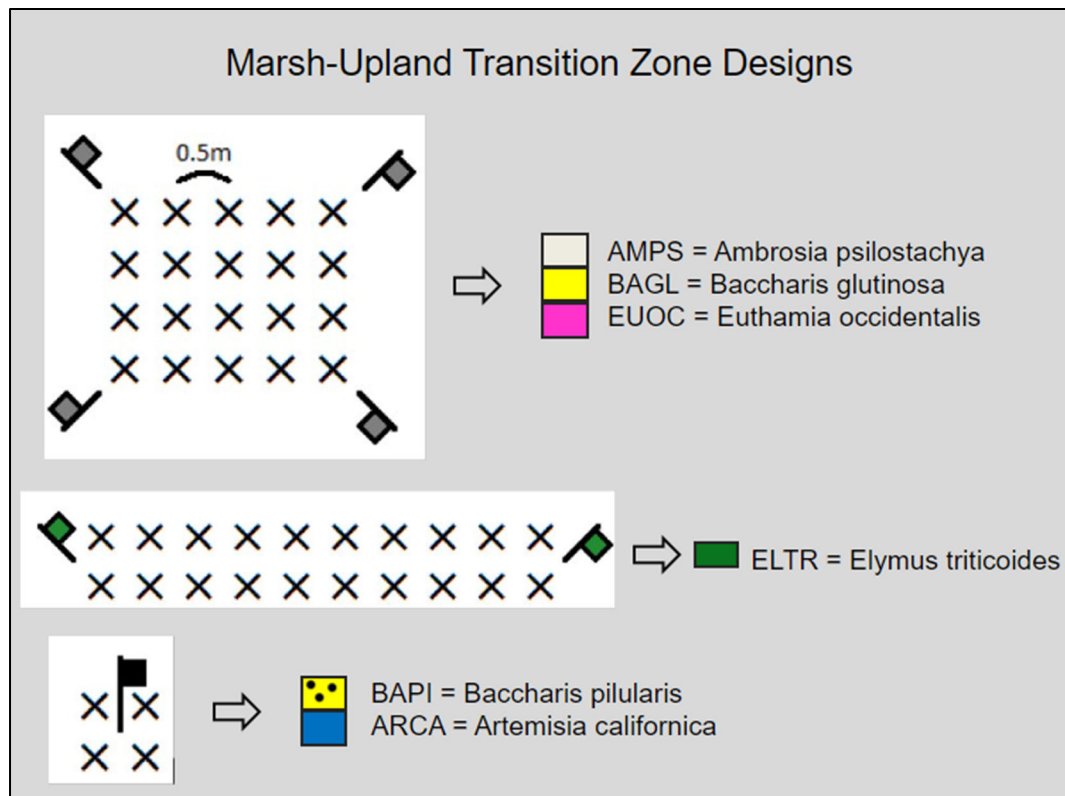 Marsh-Upland Transition Zone Designs
0.5m
AMPS = Ambrosia psilostachya
BAGL = Baccharis glutinosa
EUOC = Euthamia occidentalis
ELTR = Elymus triticoides
BAPI = Baccharis pilularis
ARCA = Artemisia californica